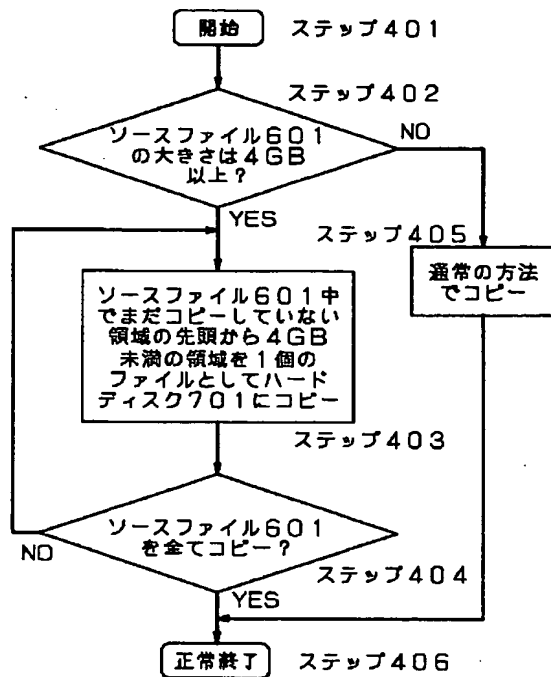 開始
ステップ401
ステップ402
ソースファイル601
の大きさは4GB
以上？
NO
YES
ステップ405
通常の方法
でコピー
ソースファイル601中
でまだコピーしていない
領域の先頭から4GB
未満の領域を1個の
ファイルとしてハード
ディスク701にコピー
ステップ403
ソースファイル601
を全てコピー？
NO
ステップ404
YES
正常終了
ステップ406